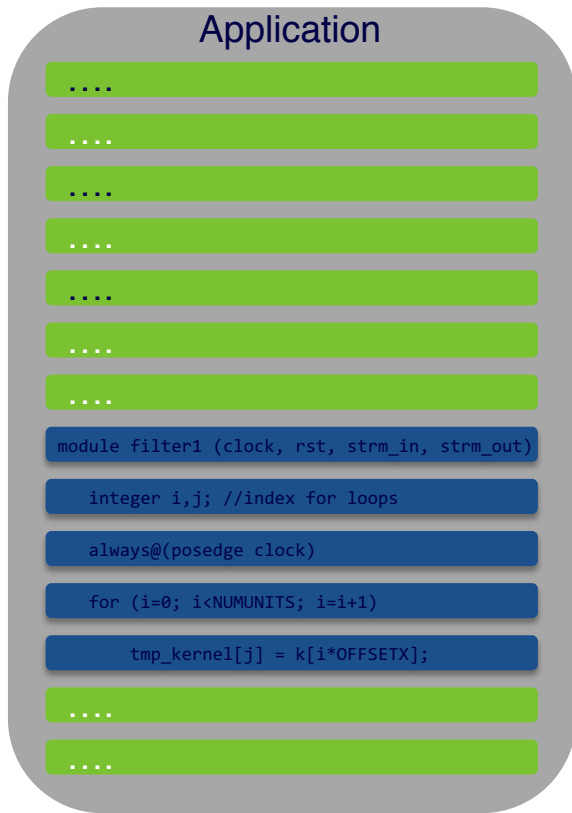 Application
....
....
....
....
....
....
....
module filter1 (clock, rst, strm_in, strm_out)
integer i,j; //index for loops
always@(posedge clock)
for (i=0; i<NUMUNITS; i=i+1)
tmp_kernel[j] = k[i*OFFSETX];
....
....